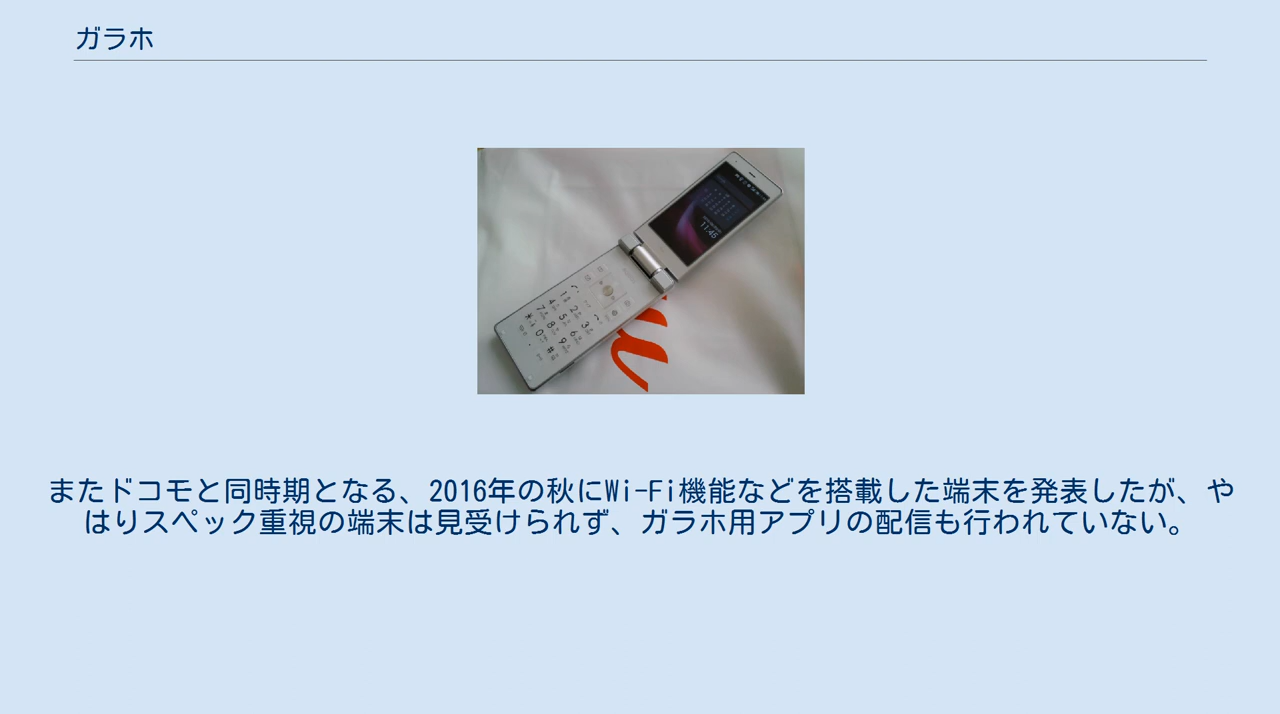 ガラホ
11:45
またドコモと同時期となる、2016年の秋にWi-Fi機能などを搭載した端末を発表したが、や
はりスペック重視の端末は見受けられず、ガラホ用アプリの配信も行われていない。